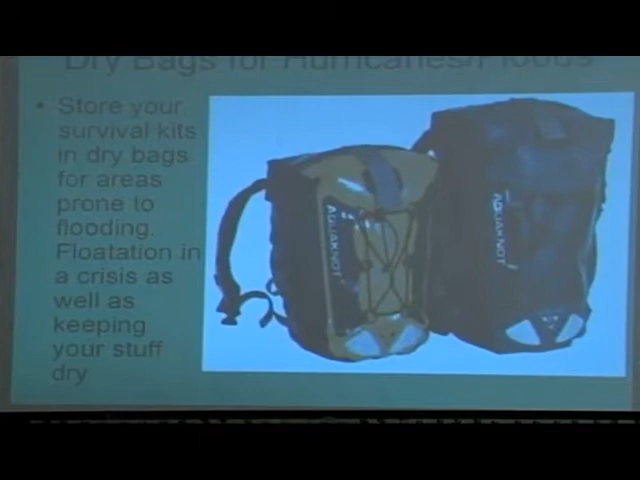 Dry Bags for Hurricanes/Floods
• Store your
survival kits
in dry bags
for areas
prone to
flooding.
Floatation in
a crisis as
well as
keeping
your stuff
dry
AQUAKNOT
AQUAKNOT